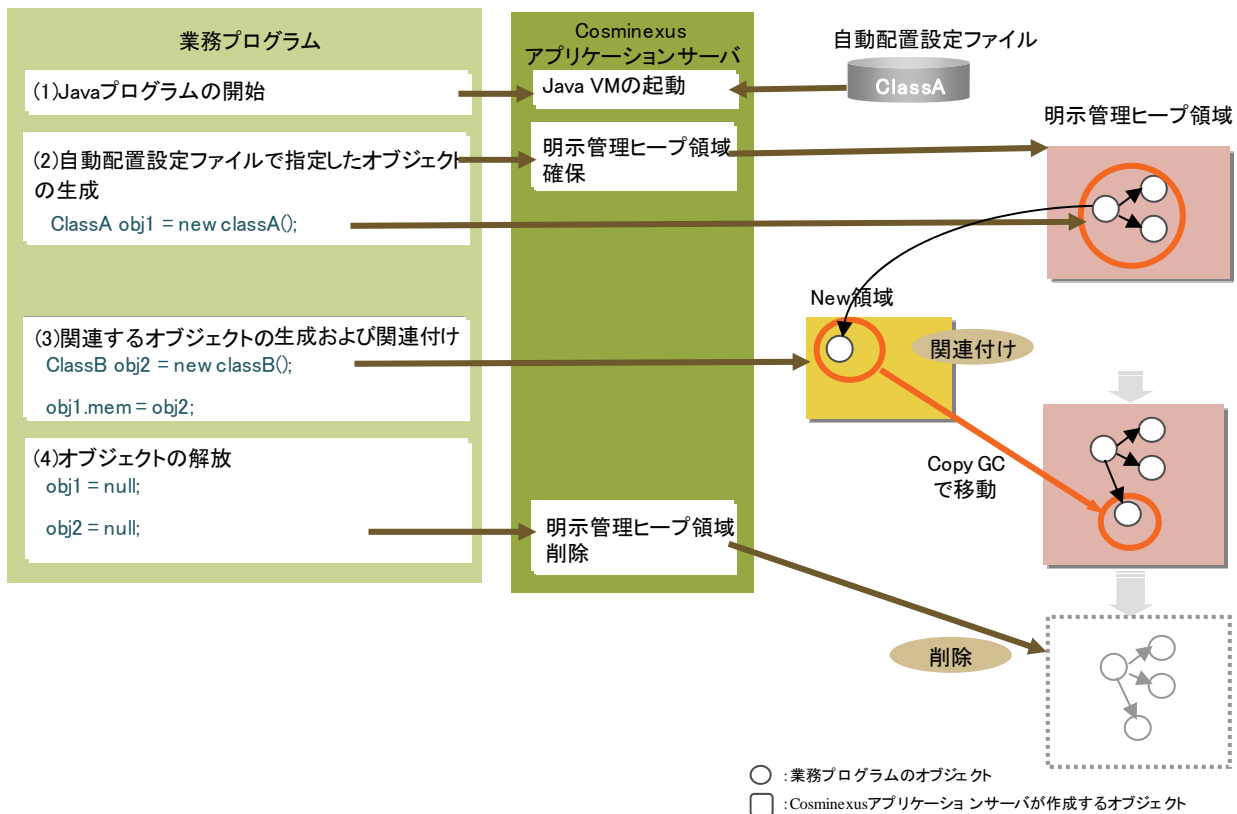 業務プログラム
Cosminexus
アプリケーションサーバ
自動配置設定ファイル
(1)Javaプログラムの開始
Java VMの起動
ClassA
明示管理ヒープ領域
(2)自動配置設定ファイルで指定したオブジェクト
の生成
ClassA obj1 = new classA();
明示管理ヒープ領域
確保
New領域
(3)関連するオブジェクトの生成および関連付け
ClassB obj2 = new classB();
obj1.mem = obj2;
関連付け
(4)オブジェクトの解放
obj1 = null;
obj2 = null;
Copy GC
で移動
明示管理ヒープ領域
削除
削除
:業務プログラムのオブジェクト
:Cosminexusアプリケーションサーバが作成するオブジェクト